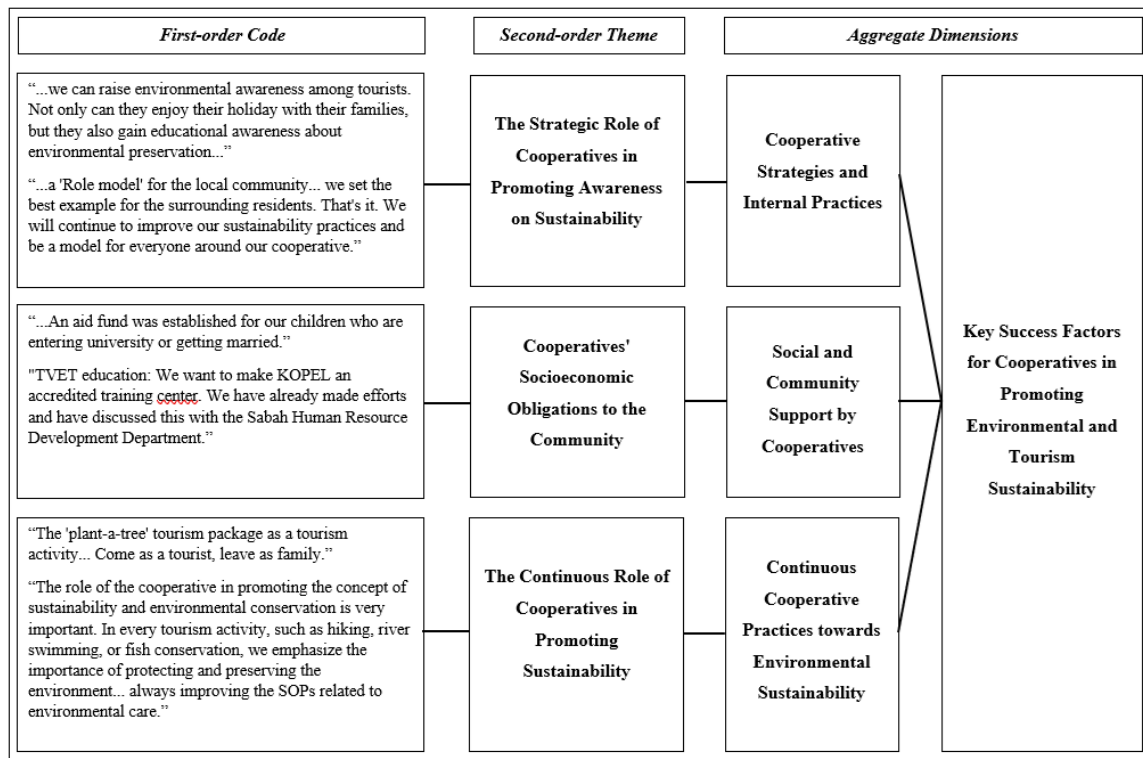 First-order Code
Second-order Theme
Aggregate Dimensions
“...we can raise environmental awareness among tourists.
Not only can they enjoy their holiday with their families,
but they also gain educational awareness about
environmental preservation...”
“...a 'Role model' for the local community... we set the
best example for the surrounding residents. That's it. We
will continue to improve our sustainability practices and
be a model for everyone around our cooperative.”
The Strategic Role of
Cooperatives in
Promoting Awareness
on Sustainability
Cooperative
Strategies and
Internal Practices
“...An aid fund was established for our children who are
entering university or getting married.”
"TVET education: We want to make KOPEL an
accredited training center. We have already made efforts
and have discussed this with the Sabah Human Resource
Development Department.”
Cooperatives'
Socioeconomic
Obligations to the
Community
Social and
Community
Support by
Cooperatives
“The 'plant-a-tree' tourism package as a tourism
activity... Come as a tourist, leave as family.”
“The role of the cooperative in promoting the concept of
sustainability and environmental conservation is very
important. In every tourism activity, such as hiking, river
swimming, or fish conservation, we emphasize the
importance of protecting and preserving the
environment... always improving the SOPs related to
environmental care.”
The Continuous Role of
Cooperatives in
Promoting
Sustainability
Continuous
Cooperative
Practices towards
Environmental
Sustainability
Key Success Factors
for Cooperatives in
Promoting
Environmental and
Tourism
Sustainability